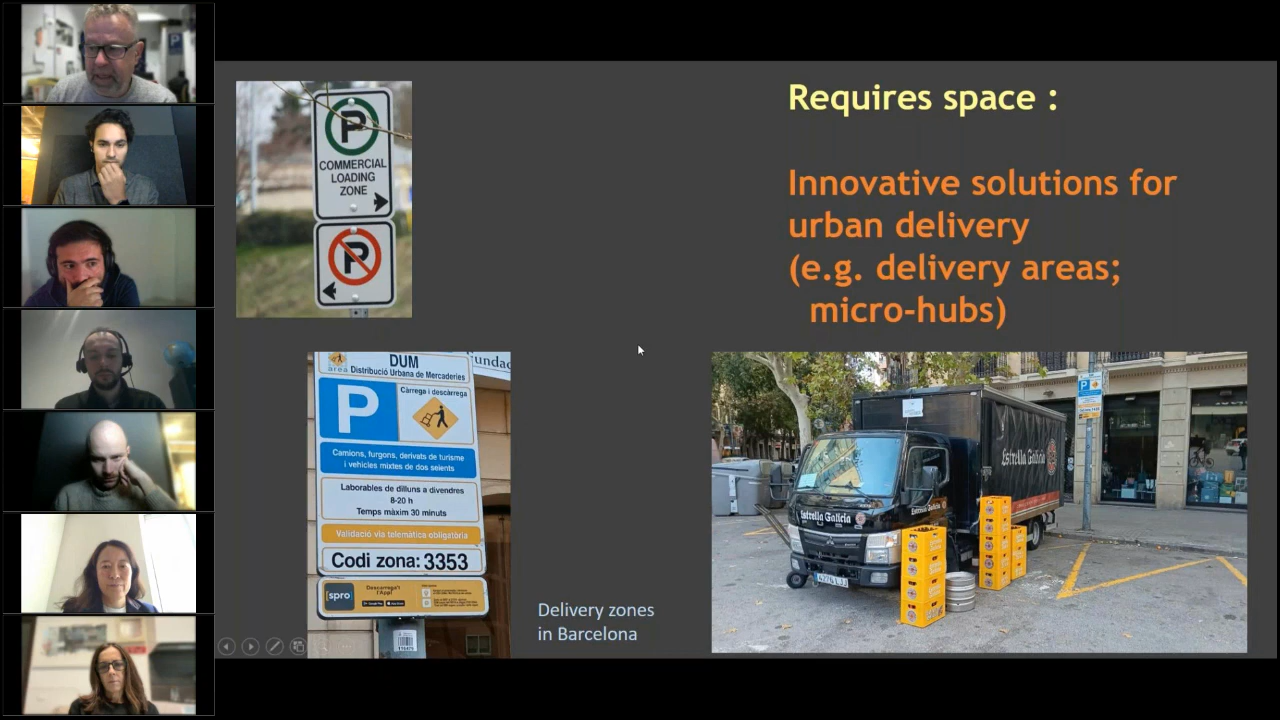 P
COMMERCIAL
LOADING
ZONE
P
Requires space :
Innovative solutions for
urban delivery
(e.g. delivery areas;
micro-hubs)
àrea
DUM
Distribució Urbana de Mercaderies
P
Càrrega i descàrrega
Camions, furgons, derivats de turisme
i vehicles mixtes de dos seients
Laborables de dilluns a divendres
8-20 h
Temps màxim 30 minuts
Validació via telemàtica obligatòria
Codi zona: 3353
spro
Descarrega't
l'App!
Delivery zones
in Barcelona
Estrella Galicia
Estrella Galicia
P